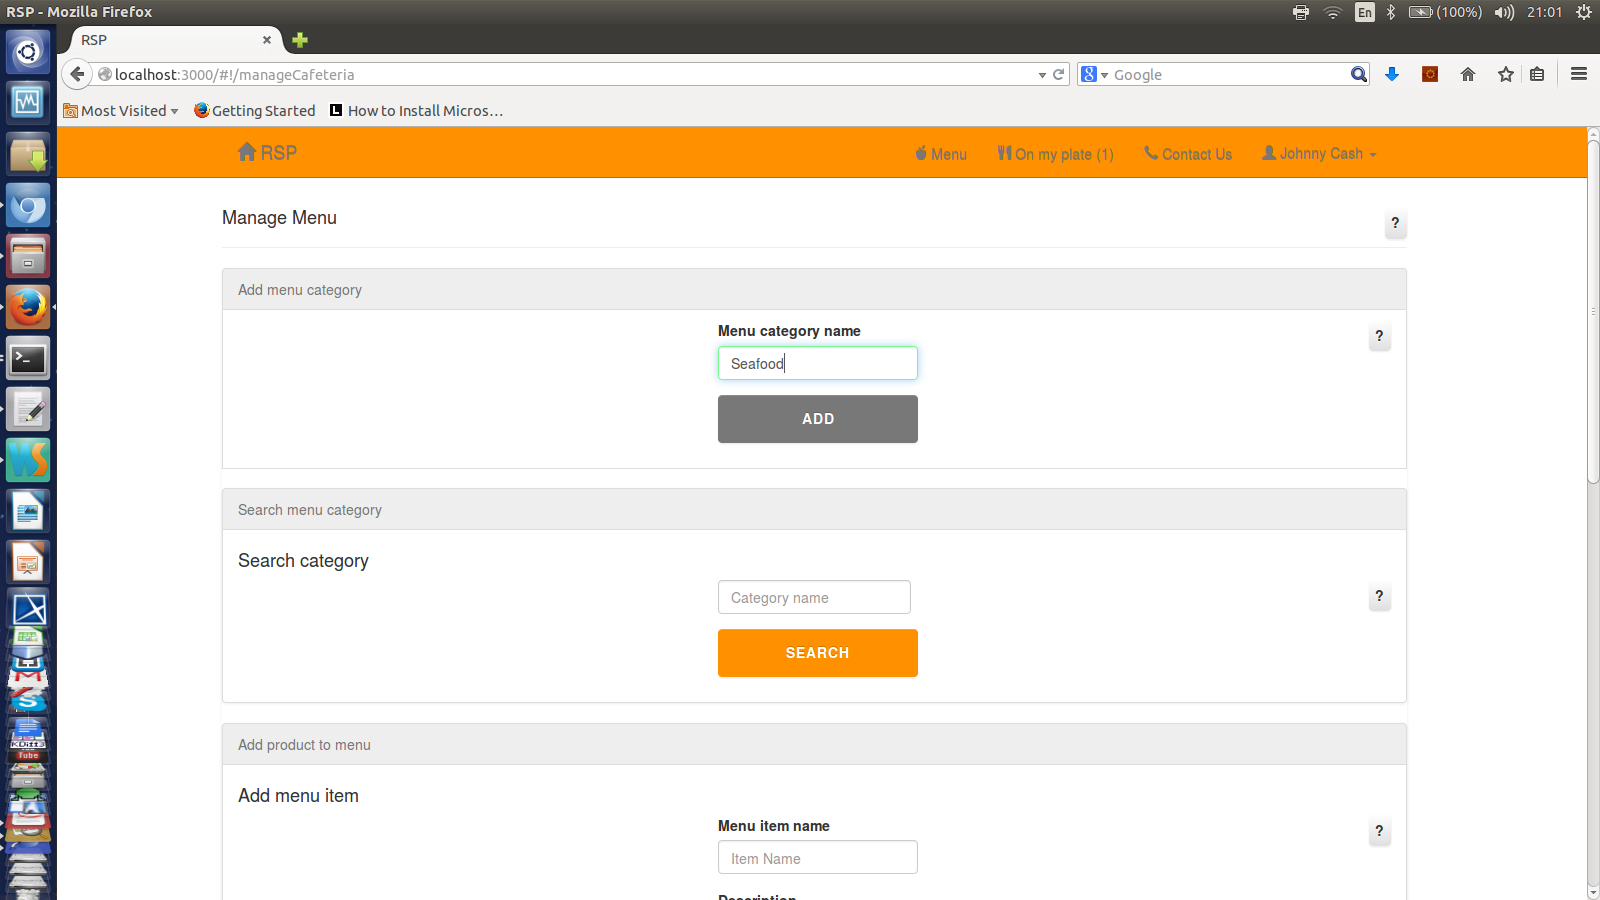 RSP - Mozilla Firefox
En (100%) 21:01
RSP
localhost:3000/#!/manageCafeteria
Google
Most Visited Getting Started How to Install Micros...
RSP Menu On my plate (1) Contact Us Johnny Cash
Manage Menu ?
Add menu category
Menu category name ?
Seafood
ADD
Search menu category
Search category
Category name ?
SEARCH
Add product to menu
Add menu item
Menu item name ?
Item Name
Description